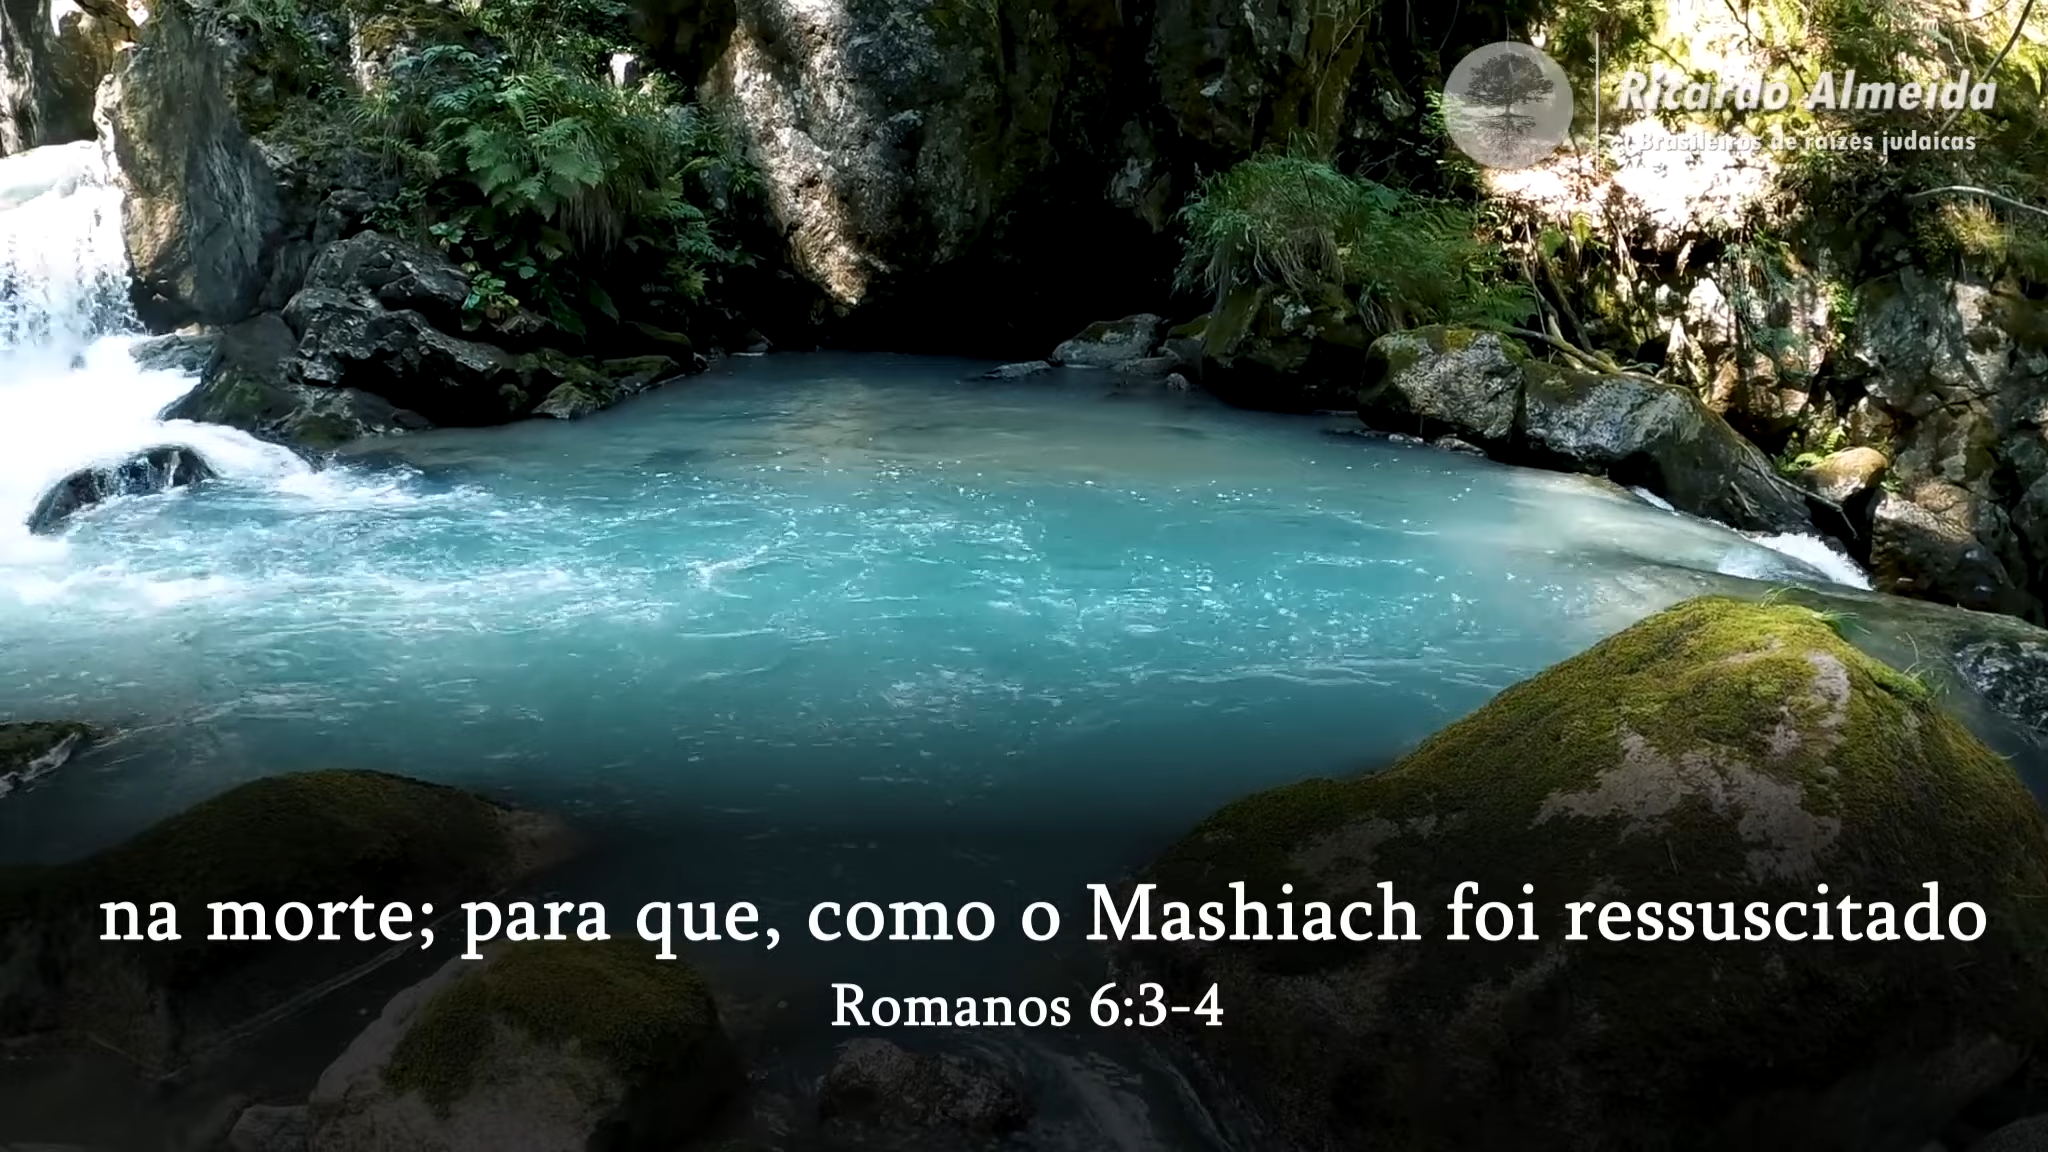 Ricardo Almeida
Brasileiros de raízes judaicas
na morte; para que, como o Mashiach foi ressuscitado
Romanos 6:3-4